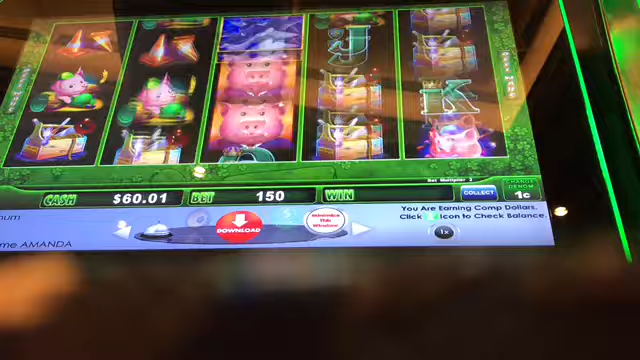 J
K
Bet Multiplier 3
CASH $60.01 BET 150 WIN
COLLECT
CHANGE
DENOM
1¢
You Are Earning Comp Dollars.
Click Icon to Check Balance
DOWNLOAD
Minimize
This
Window
1x
AMANDA